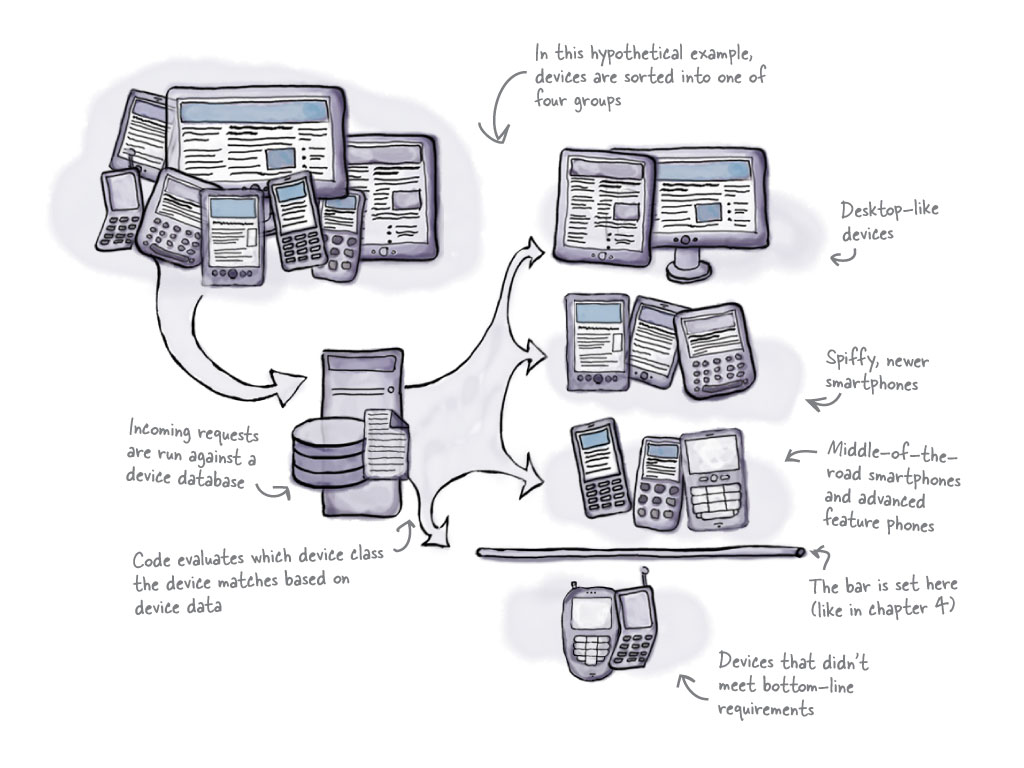 In this hypothetical example,
devices are sorted into one of
four groups
Desktop-like
devices
Spiffy, newer
smartphones
Incoming requests
are run against a
device database
Middle-of-the-
road smartphones
and advanced
feature phones
Code evaluates which device class
the device matches based on
device data
The bar is set here
(like in chapter 4)
Devices that didn't
meet bottom-line
requirements